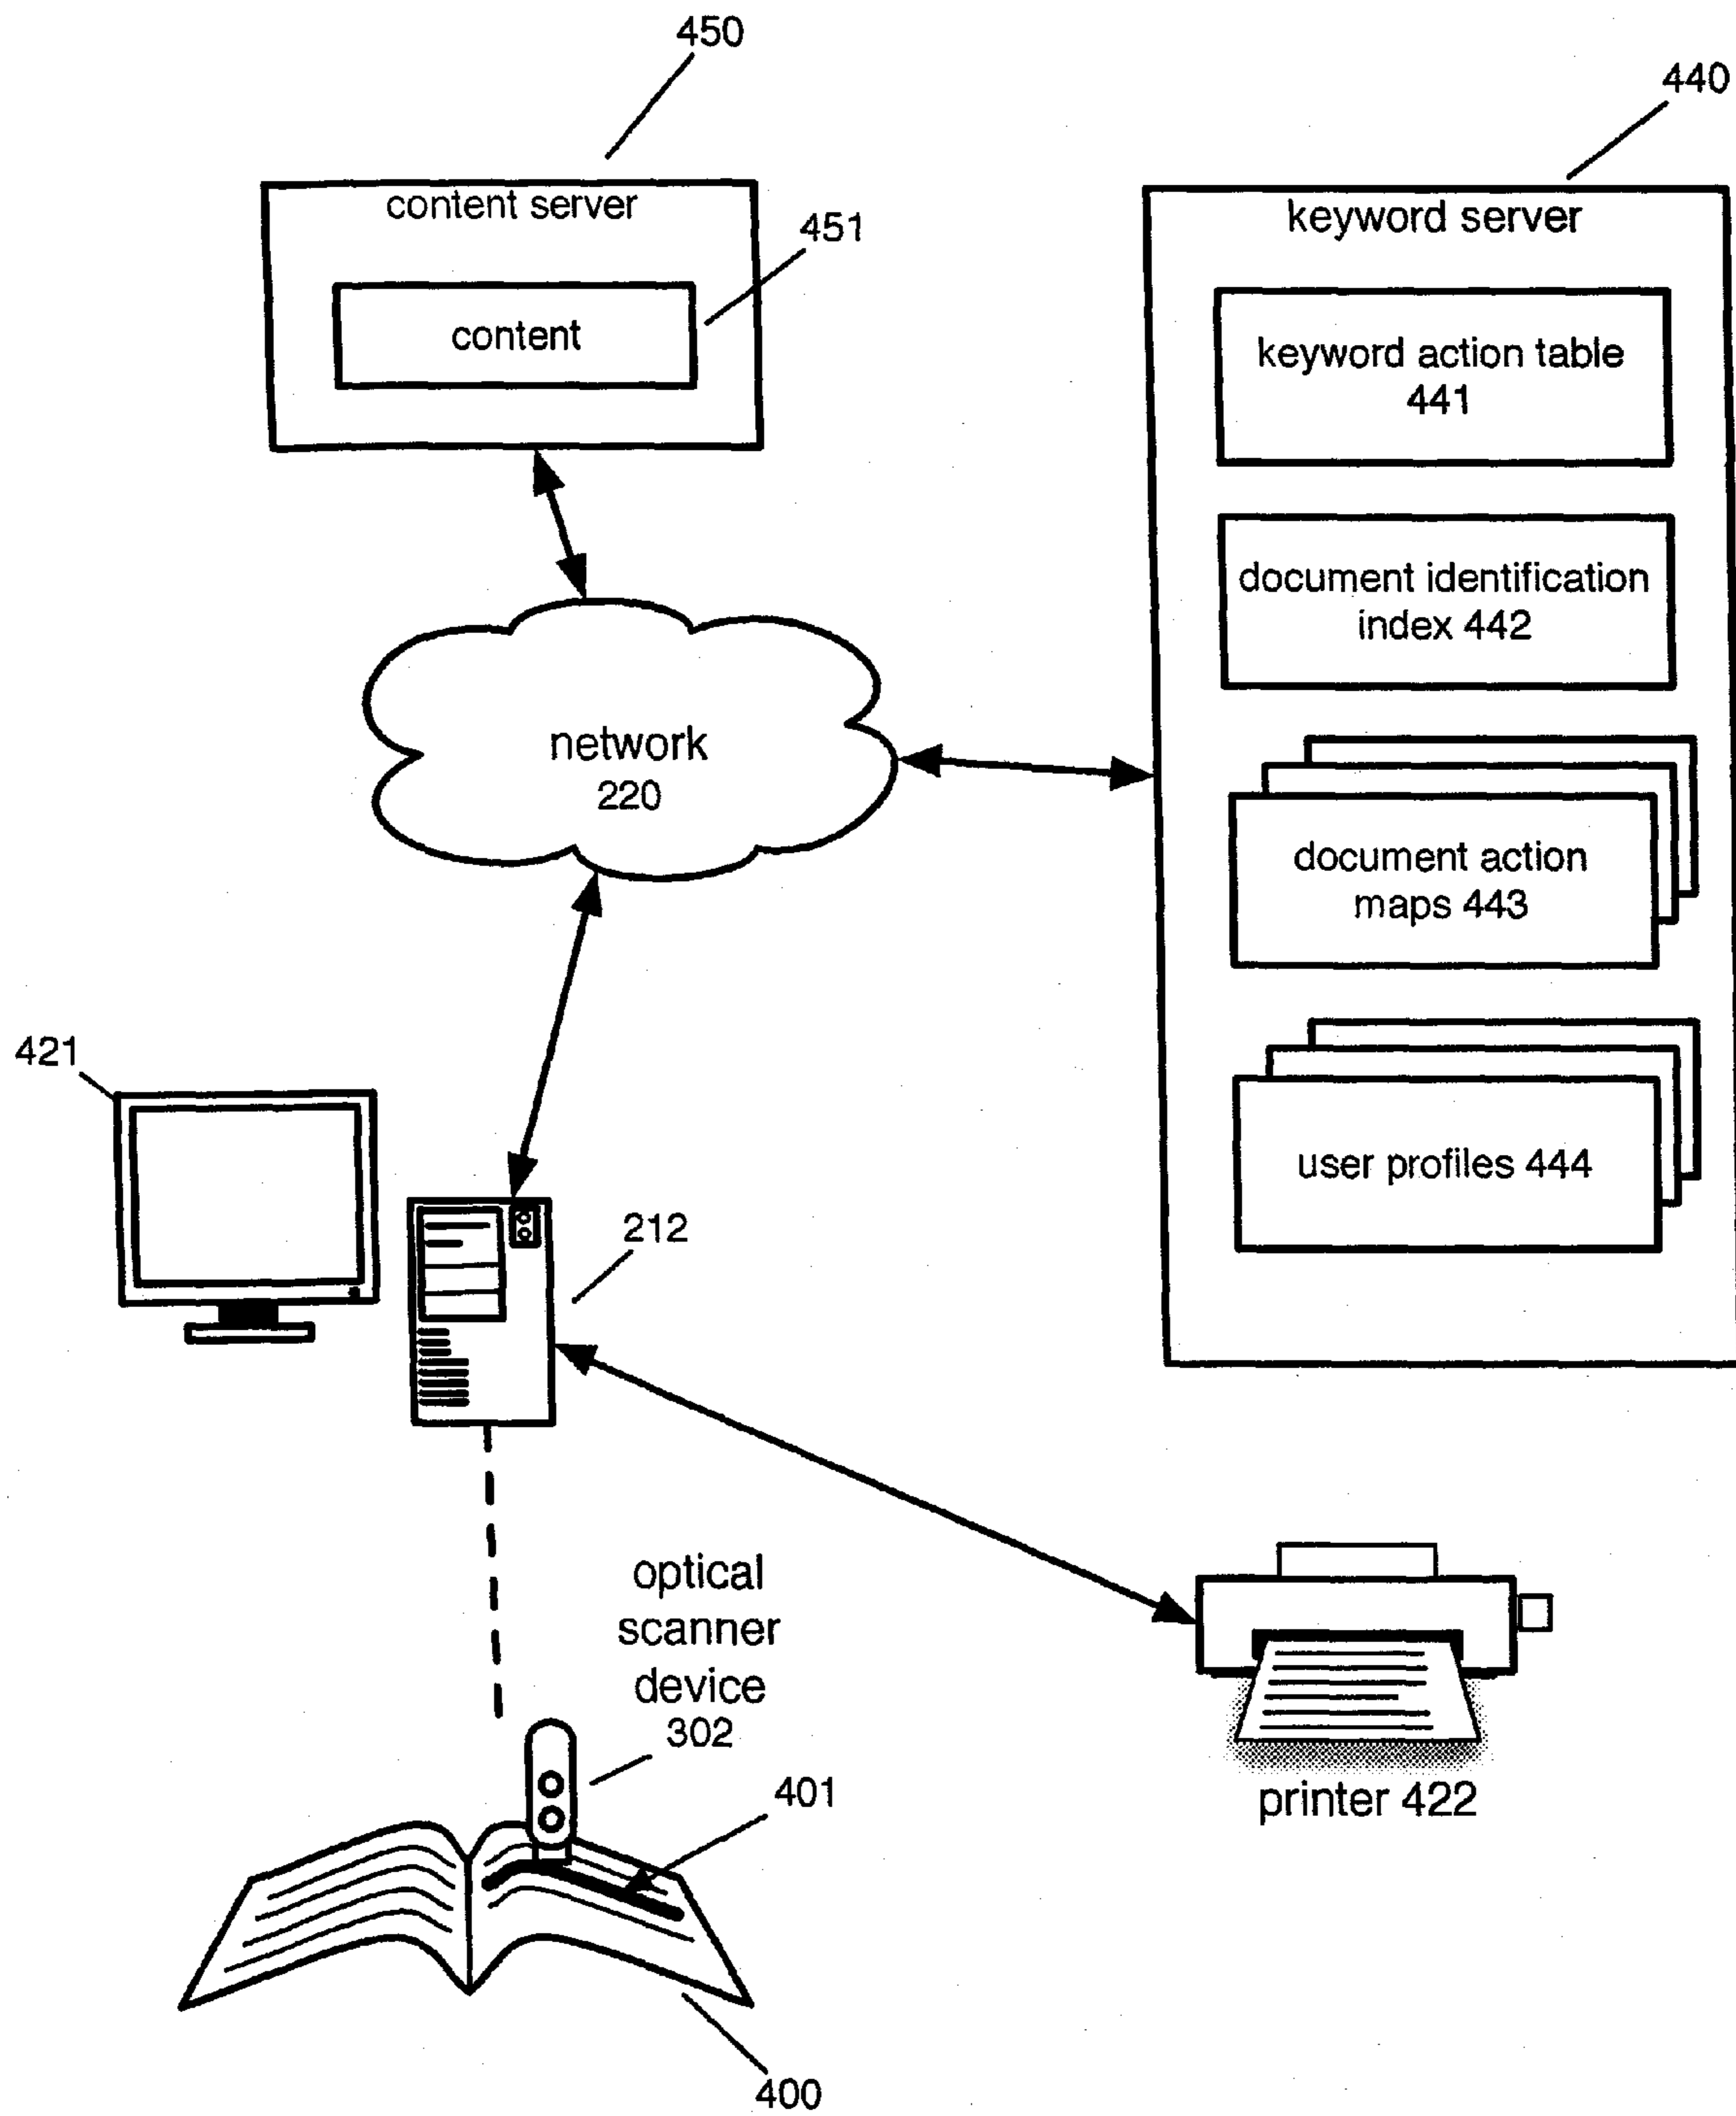 450
440
content server
451
content
keyword server
keyword action table
441
document identification
index 442
network
220
document action
maps 443
421
user profiles 444
212
optical
scanner
device
302
401
printer 422
400